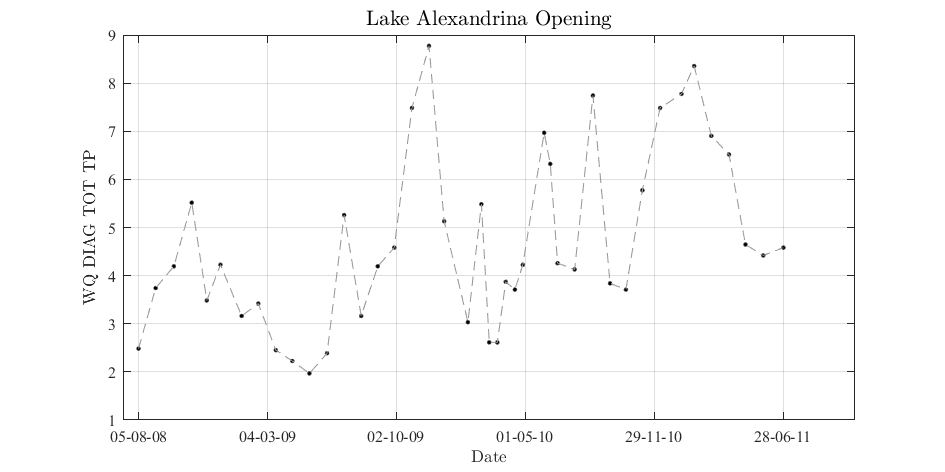 Lake Alexandrina Opening
9
8
7
6
5
4
3
2
1
WQ DIAG TOT TP
05-08-08 04-03-09 02-10-09 01-05-10 29-11-10 28-06-11
Date